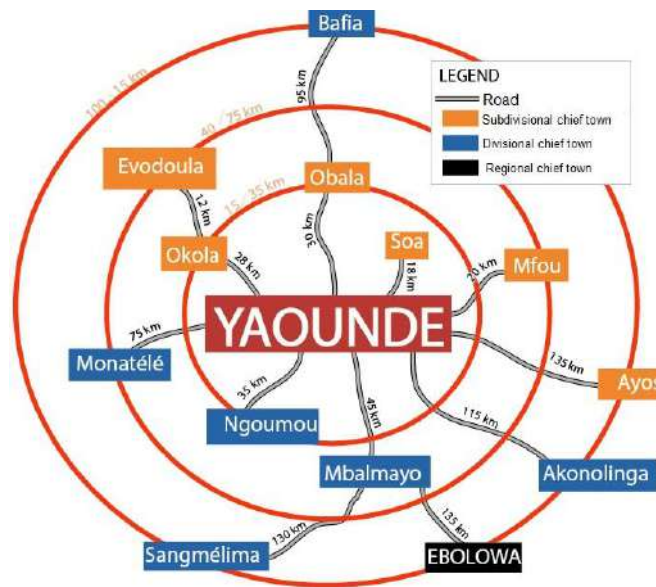 Bafia
LEGEND
Road
Subdivisional chief town
Divisional chief town
Regional chief town
95 km
100 - 15 km
40 / 75 km
Evodoula
Obala
15 - 35 km
12 km
30 km
Soa
Okola
28 km
18 km
20 km
Mfou
YAOUNDE
75 km
Monatélé
135 km
Ayos
35 km
Ngoumou
45 km
115 km
Mbalmayo
Akonolinga
130 km
135 km
Sangmélima
EBOLOWA